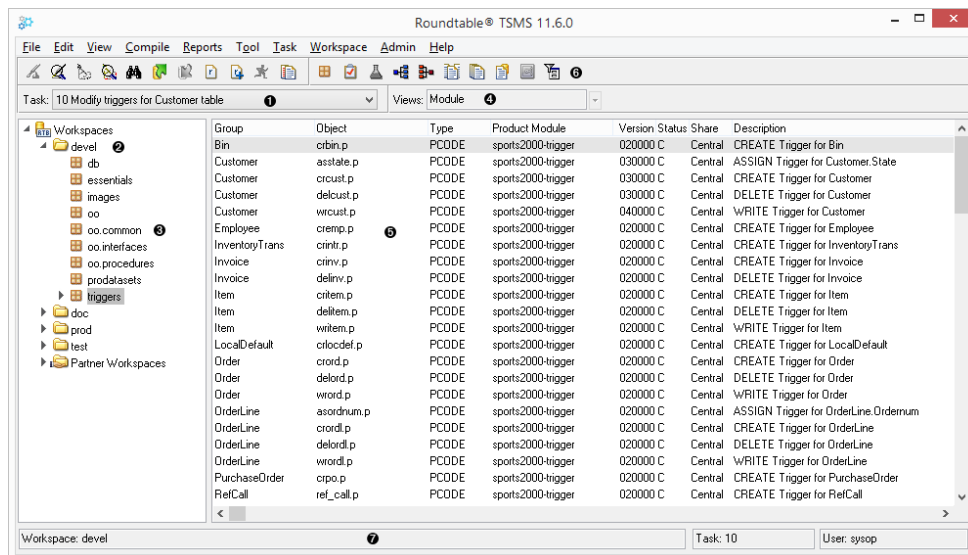 Roundtable® TSMS 11.6.0
File Edit View Compile Reports Tool Task Workspace Admin Help
❻
Task: 10 Modify triggers for Customer table ❶ Views: Module ❹
Workspaces
devel ❷
db
essentials
images
oo
oo.common ❸
oo.interfaces
oo.procedures
prodatasets
triggers
doc
prod
test
Partner Workspaces
Group Object Type Product Module Version Status Share Description
Bin crbin.p PCODE sports2000-trigger 020000 C Central CREATE Trigger for Bin
Customer asstate.p PCODE sports2000-trigger 030000 C Central ASSIGN Trigger for Customer.State
Customer crcust.p PCODE sports2000-trigger 030000 C Central CREATE Trigger for Customer
Customer delcust.p PCODE sports2000-trigger 030000 C Central DELETE Trigger for Customer
Customer wrcust.p PCODE sports2000-trigger 040000 C Central WRITE Trigger for Customer
Employee cremp.p ❺ PCODE sports2000-trigger 020000 C Central CREATE Trigger for Employee
InventoryTrans crintr.p PCODE sports2000-trigger 020000 C Central CREATE Trigger for InventoryTrans
Invoice crinv.p PCODE sports2000-trigger 020000 C Central CREATE Trigger for Invoice
Invoice delinv.p PCODE sports2000-trigger 020000 C Central DELETE Trigger for Invoice
Item critem.p PCODE sports2000-trigger 020000 C Central CREATE Trigger for Item
Item delitem.p PCODE sports2000-trigger 020000 C Central DELETE Trigger for Item
Item writem.p PCODE sports2000-trigger 020000 C Central WRITE Trigger for Item
LocalDefault crlocdef.p PCODE sports2000-trigger 020000 C Central CREATE Trigger for LocalDefault
Order crord.p PCODE sports2000-trigger 020000 C Central CREATE Trigger for Order
Order delord.p PCODE sports2000-trigger 020000 C Central DELETE Trigger for Order
Order wrord.p PCODE sports2000-trigger 020000 C Central WRITE Trigger for Order
OrderLine asordnum.p PCODE sports2000-trigger 020000 C Central ASSIGN Trigger for OrderLine.Ordernum
OrderLine crordl.p PCODE sports2000-trigger 020000 C Central CREATE Trigger for OrderLine
OrderLine delordl.p PCODE sports2000-trigger 020000 C Central DELETE Trigger for OrderLine
OrderLine wrordl.p PCODE sports2000-trigger 020000 C Central WRITE Trigger for OrderLine
PurchaseOrder crpo.p PCODE sports2000-trigger 020000 C Central CREATE Trigger for PurchaseOrder
RefCall ref_call.p PCODE sports2000-trigger 020000 C Central CREATE Trigger for RefCall
Workspace: devel ❼ Task: 10 User: sysop